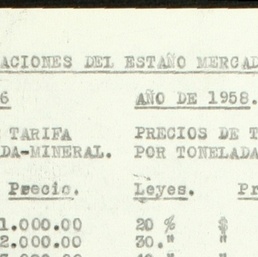 ACIONES DEL ESTAÑO MERCAD
6 AÑO DE 1958.
TARIFA PRECIOS DE T
DA-MINERAL. POR TONELADA
Precio. Leyes. Pr
1.000.00 20 % $
2.000.00 30." "